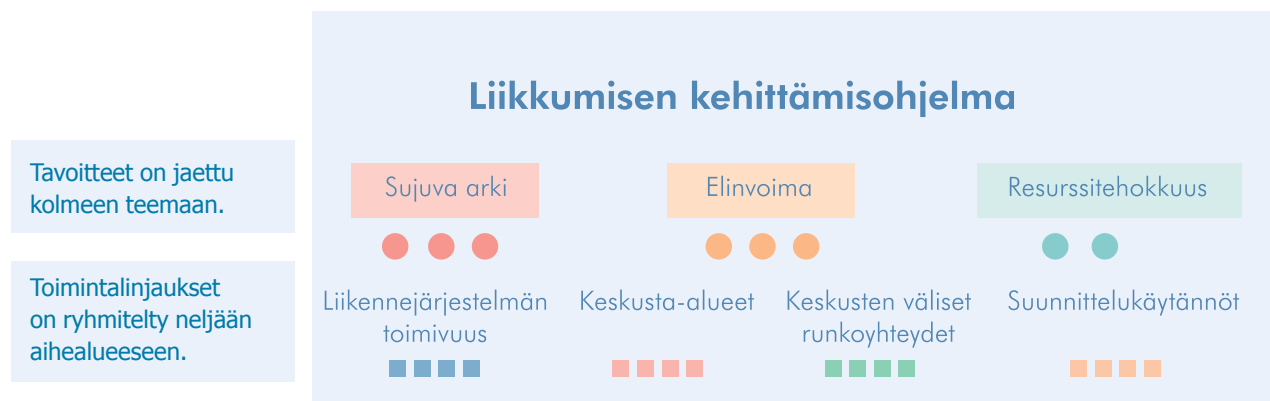 Liikkumisen kehittämisohjelma
Tavoitteet on jaettu
kolmeen teemaan.
Sujuva arki
Elinvoima
Resurssitehokkuus
Toimintalinjaukset
on ryhmitelty neljään
aihealueeseen.
Liikennejärjestelmän
toimivuus
Keskusta-alueet
Keskusten väliset
runkoyhteydet
Suunnittelukäytännöt